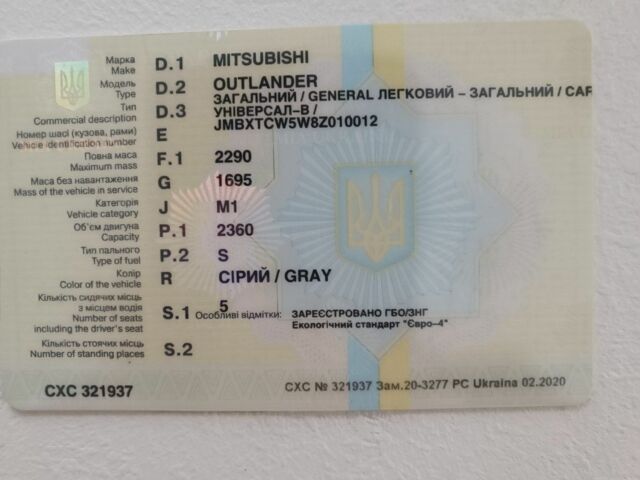 Марка D.1 MITSUBISHI
Make
Модель D.2 OUTLANDER
Type ЗАГАЛЬНИЙ / GENERAL ЛЕГКОВИЙ – ЗАГАЛЬНИЙ / CAR
Тип D.3 УНІВЕРСАЛ-В /
Commercial description JMBXTCW5W8Z010012
Номер шасі (кузова, рами) E
Vehicle identification number
Повна маса F.1 2290
Maximum mass
Маса без навантаження G 1695
Mass of the vehicle in service
Категорія J M1
Vehicle category
Об'єм двигуна P.1 2360
Capacity
Тип пального P.2 S
Type of fuel
Колір R СІРИЙ / GRAY
Color of the vehicle
Кількість сидячих місць
з місцем водія S.1 5
Number of seats Особливі відмітки: ЗАРЕЄСТРОВАНО ГБО/ЗНГ
including the driver's seat Екологічний стандарт "Євро-4"
Кількість стоячих місць S.2
Number of standing places
СХС 321937
СХС № 321937 Зам.20-3277 РС Ukraina 02.2020